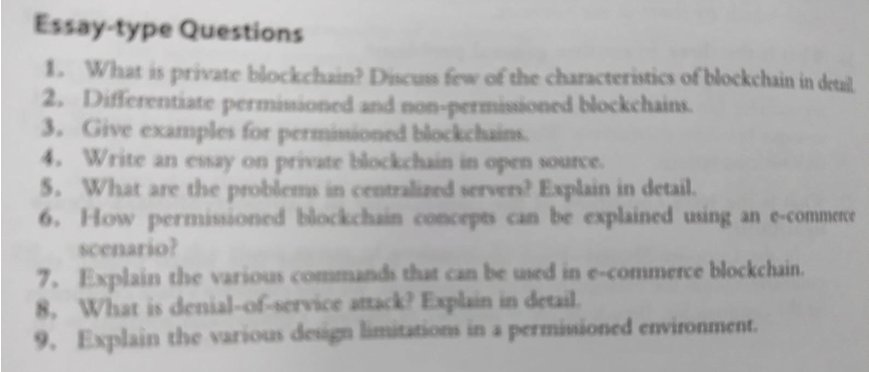 Essay-type Questions
1. What is private blockchain? Discuss few of the characteristics of blockchain in detail.
2. Differentiate permissioned and non-permissioned blockchains.
3. Give examples for permissioned blockchains.
4. Write an essay on private blockchain in open source.
5. What are the problems in centralized servers? Explain in detail.
6. How permissioned blockchain concepts can be explained using an e-commerce
scenario?
7. Explain the various commands that can be used in e-commerce blockchain.
8. What is denial-of-service attack? Explain in detail.
9. Explain the various design limitations in a permissioned environment.